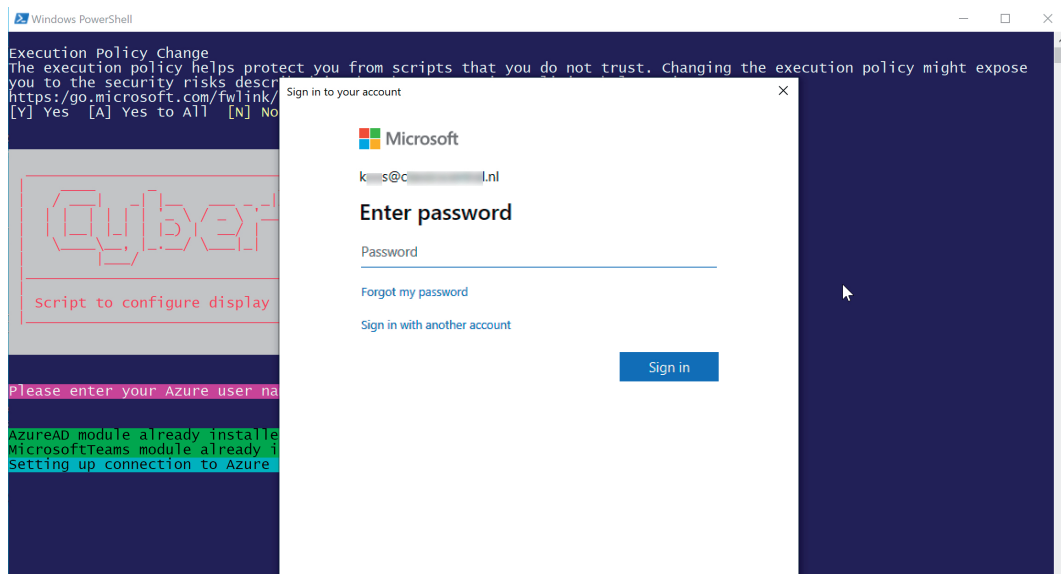 Windows PowerShell
Execution Policy Change
The execution policy helps protect you from scripts that you do not trust. Changing the execution policy might expose
you to the security risks descr
https:/go.microsoft.com/fwlink/
[Y] Yes [A] Yes to All [N] No
Cyber
Script to configure display
Please enter your Azure user na
AzureAD module already installe
MicrosoftTeams module already i
Setting up connection to Azure
Sign in to your account
Microsoft
k s@c l.nl
Enter password
Password
Forgot my password
Sign in with another account
Sign in